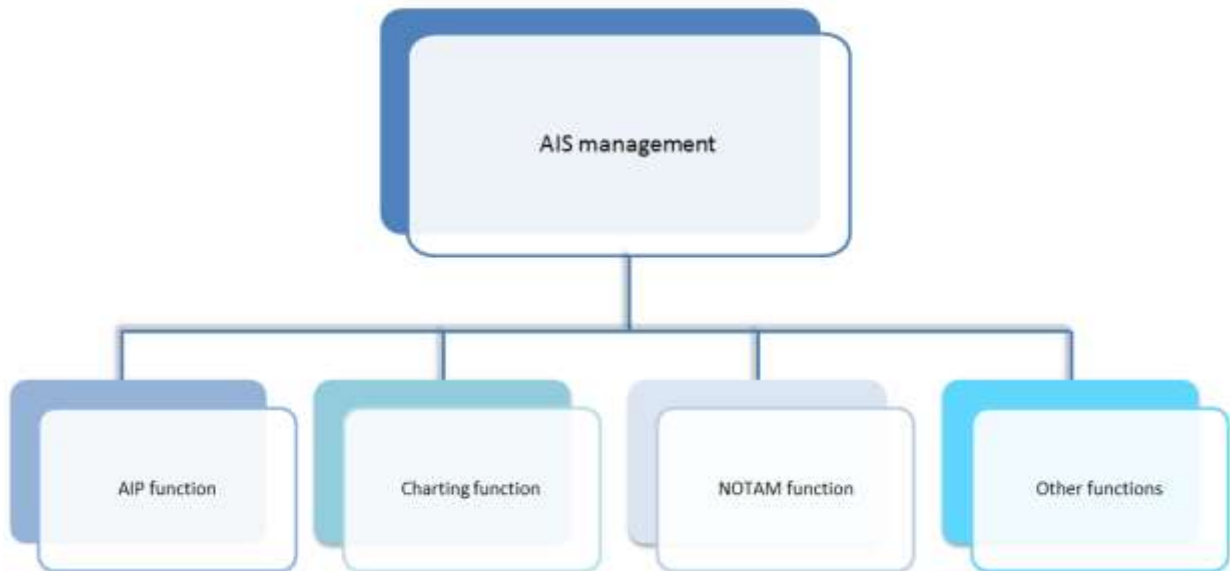 AIS management
AIP function
Charting function
NOTAM function
Other functions